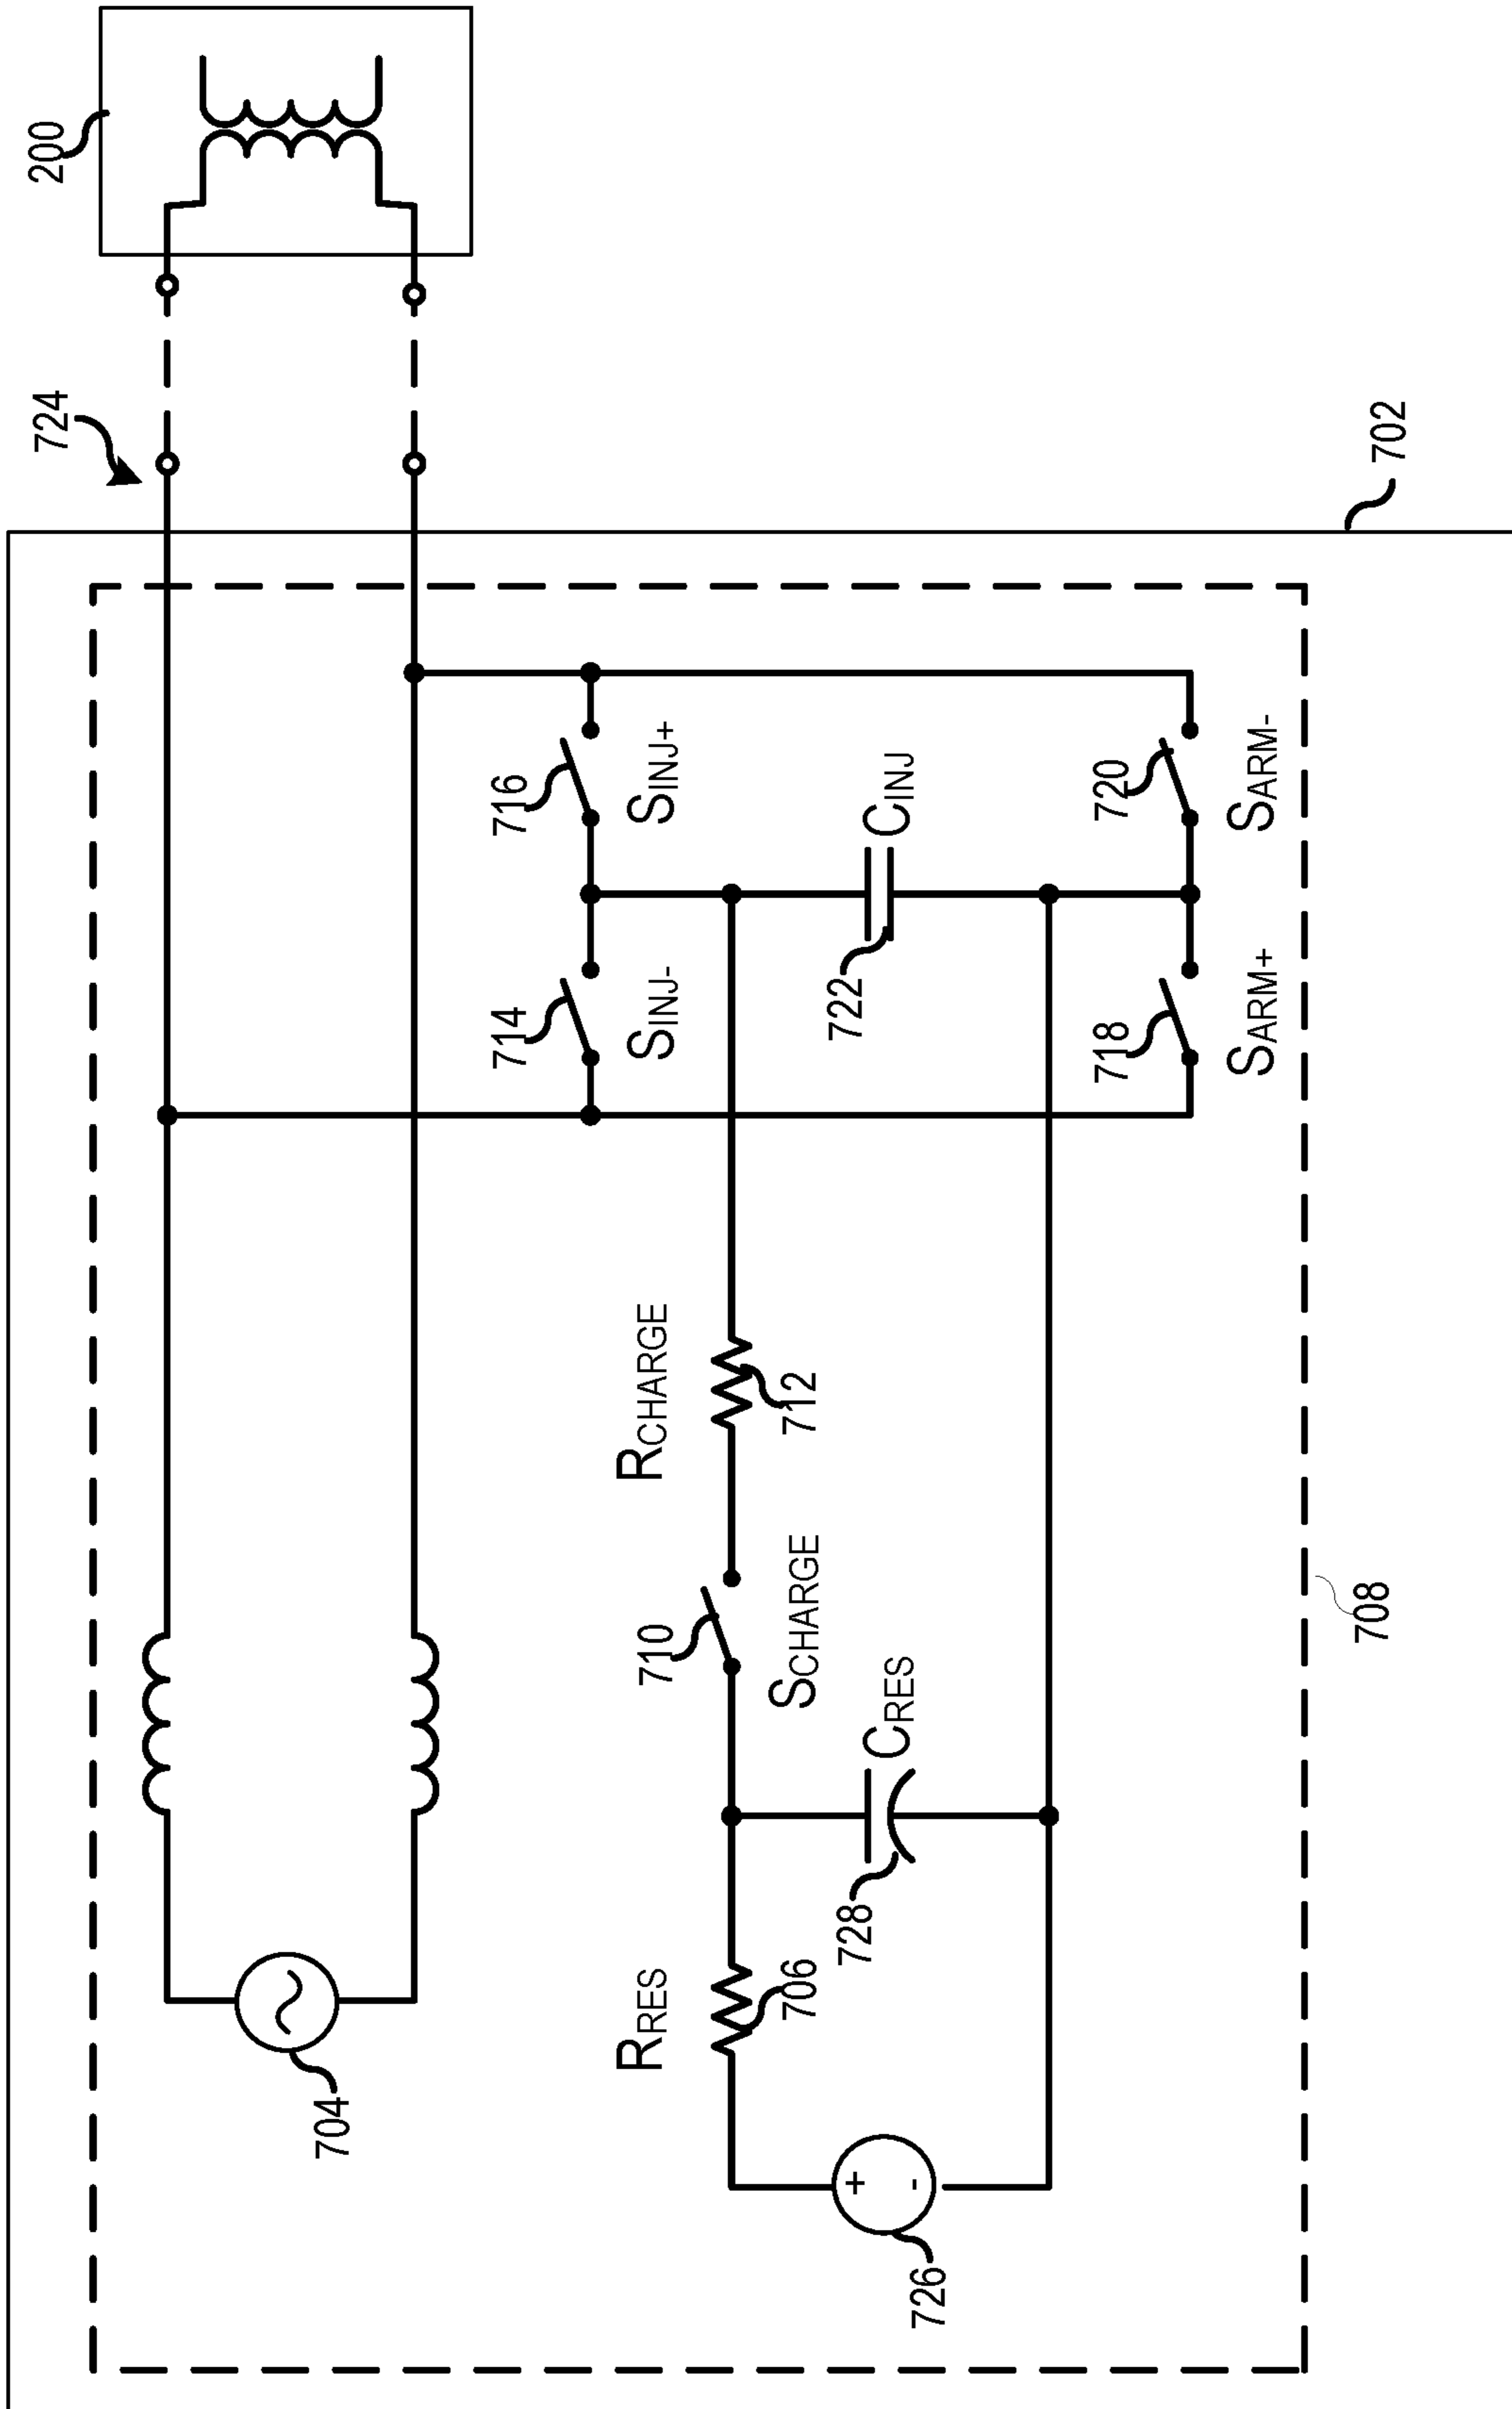 200
724
702
716
SINJ+
714
SINJ-
CINJ
722
720
SARM-
718
SARM+
RCHARGE
712
710
SCHARGE
CRES
728
RRES
706
704
+
-
726
708